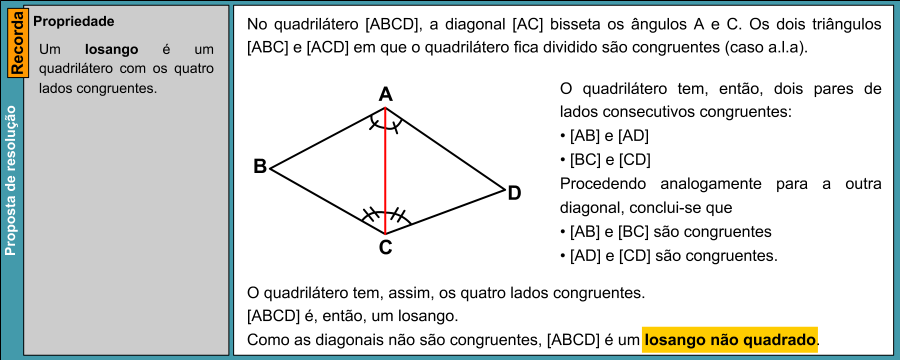 Proposta de resolução
Recorda
Propriedade
Um losango é um
quadrilátero com os quatro
lados congruentes.
No quadrilátero [ABCD], a diagonal [AC] bisseta os ângulos A e C. Os dois triângulos
[ABC] e [ACD] em que o quadrilátero fica dividido são congruentes (caso a.l.a).
A
B
D
C
O quadrilátero tem, então, dois pares de
lados consecutivos congruentes:
• [AB] e [AD]
• [BC] e [CD]
Procedendo analogamente para a outra
diagonal, conclui-se que
• [AB] e [BC] são congruentes
• [AD] e [CD] são congruentes.
O quadrilátero tem, assim, os quatro lados congruentes.
[ABCD] é, então, um losango.
Como as diagonais não são congruentes, [ABCD] é um losango não quadrado.